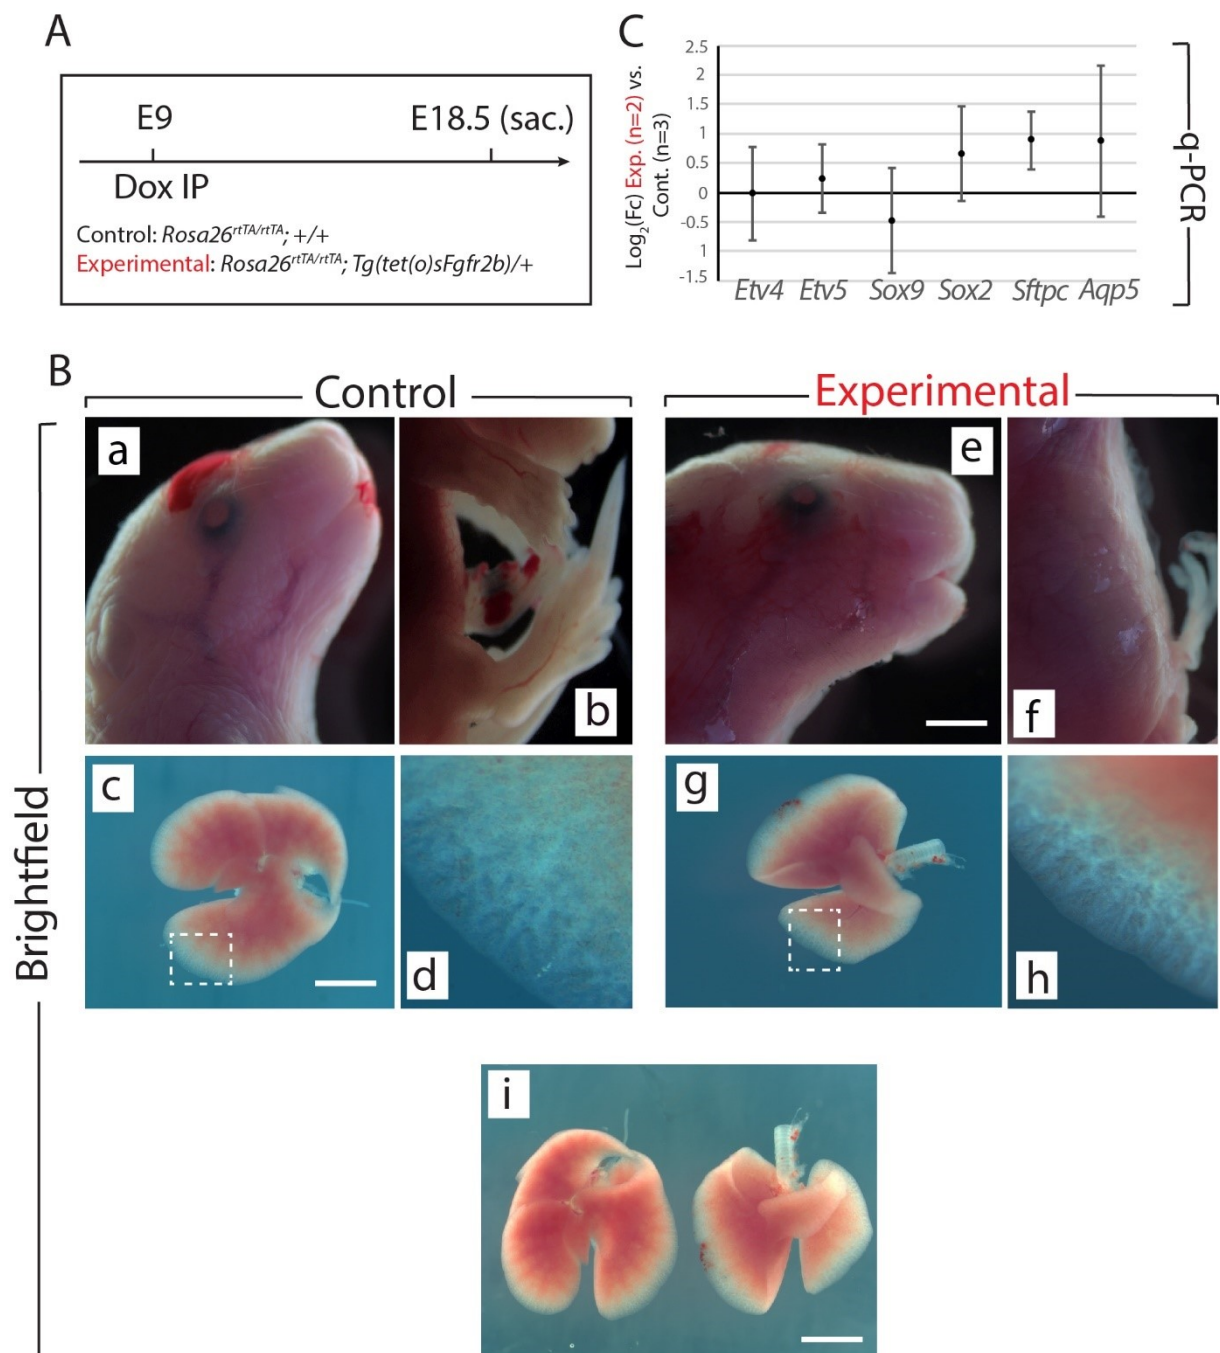 A
E9
E18.5 (sac.)
Dox IP
Control: Rosa26rtTA/rtTA; +/+
Experimental: Rosa26rtTA/rtTA; Tg(tet(o)sFgfr2b)/+
C
Log2(Fc) Exp. (n=2) vs.
Cont. (n=3)
2.5
2
1.5
1
0.5
0
-0.5
1
-1.5
Etv4 Etv5 Sox9 Sox2 Sftpc Aqp5
q-PCR
B
Control
Experimental
Brightfield
a
b
e
f
c
d
g
h
i